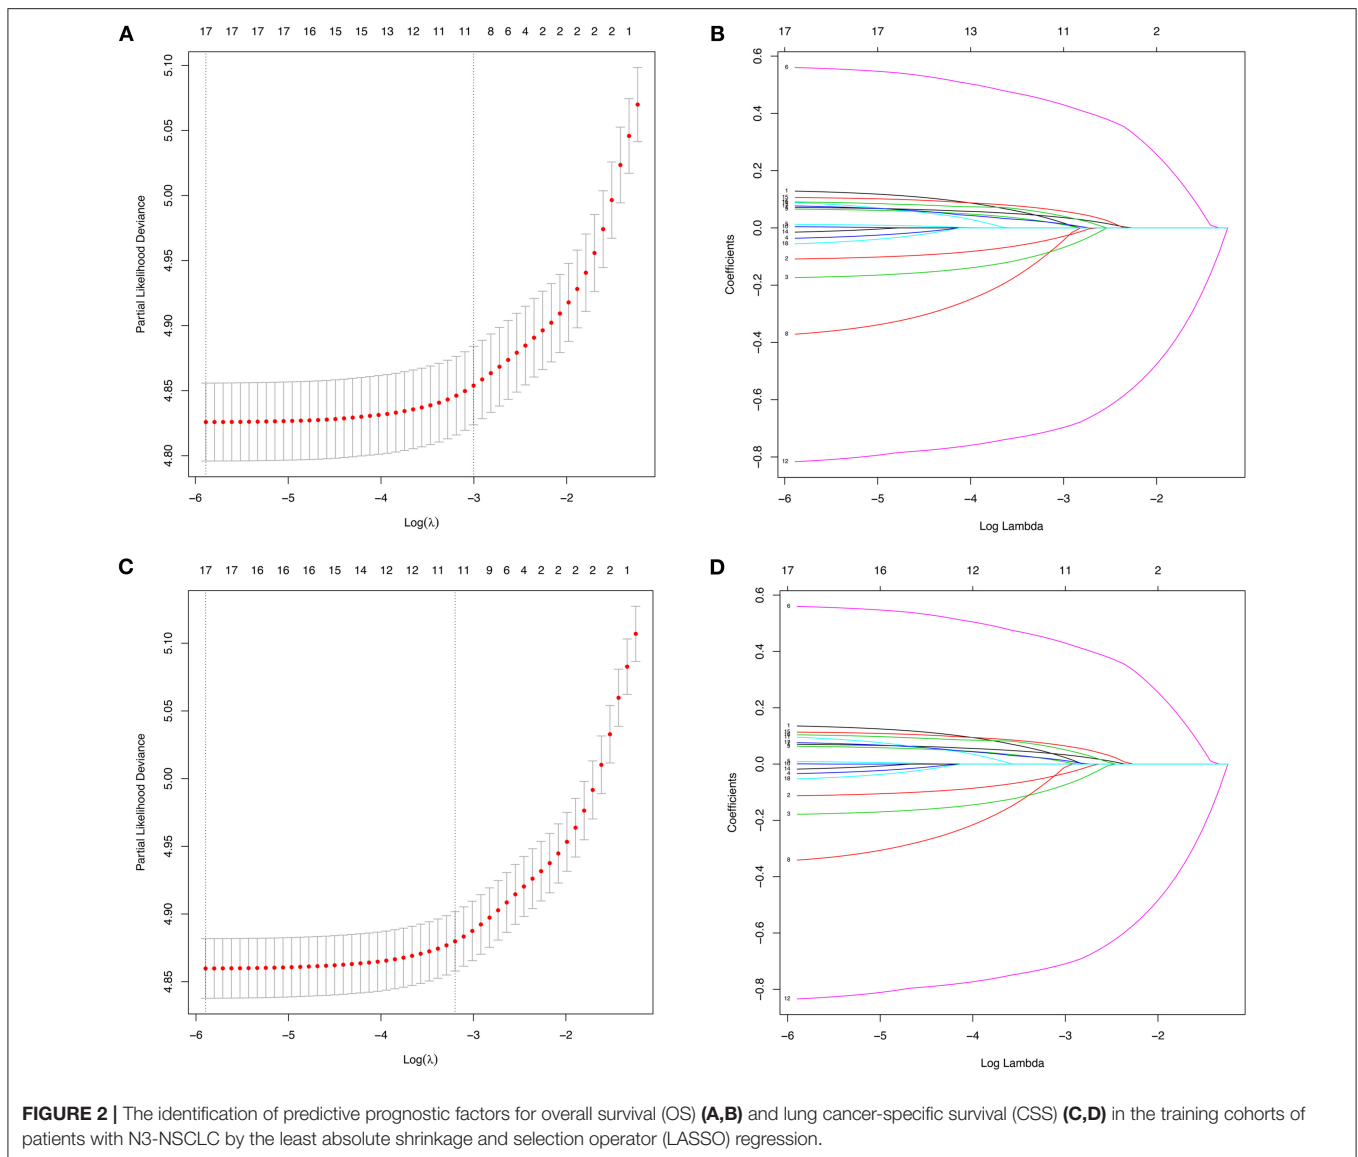 A
17 17 17 17 16 15 15 13 12 11 11 8 6 4 2 2 2 2 2 1
5.10
5.05
5.00
4.95
4.90
4.85
4.80
Partial Likelihood Deviance
−6 −5 −4 −3 −2
Log(λ)
B
17 17 13 11 2
0.6
0.4
0.2
0.0
−0.2
−0.4
−0.6
−0.8
Coefficients
6
1
15
9
14
4
18
2
3
8
12
−6 −5 −4 −3 −2
Log Lambda
C
17 17 16 16 16 15 14 12 12 11 11 9 6 4 2 2 2 2 2 1
5.10
5.05
5.00
4.95
4.90
4.85
Partial Likelihood Deviance
−6 −5 −4 −3 −2
Log(λ)
D
17 16 12 11 2
0.6
0.4
0.2
0.0
−0.2
−0.4
−0.6
−0.8
Coefficients
6
1
14
4
18
2
3
8
12
−6 −5 −4 −3 −2
Log Lambda
FIGURE 2 | The identification of predictive prognostic factors for overall survival (OS) (A,B) and lung cancer-specific survival (CSS) (C,D) in the training cohorts of
patients with N3-NSCLC by the least absolute shrinkage and selection operator (LASSO) regression.